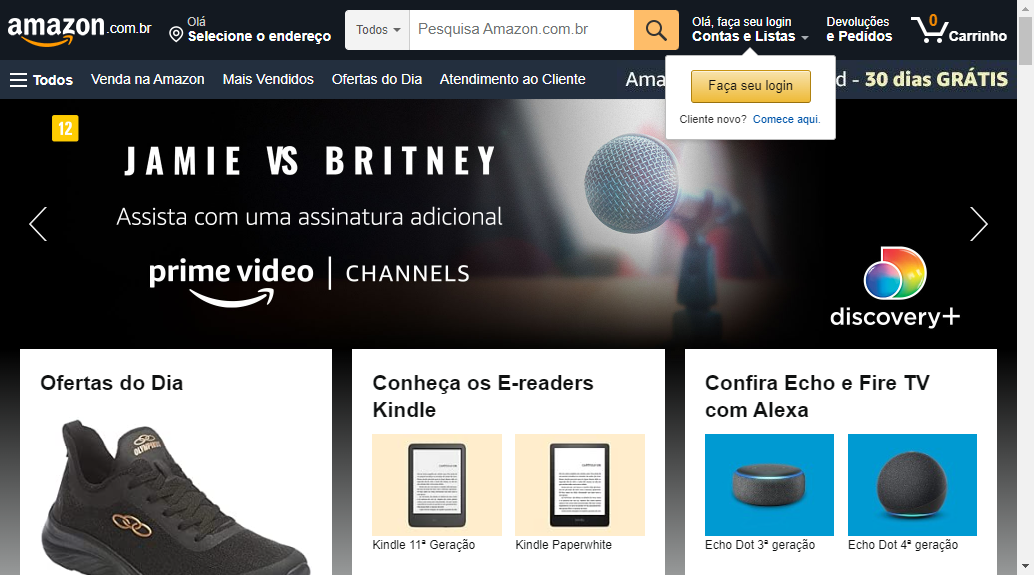 amazon.com.br
Olá
Selecione o endereço
Todos
Pesquisa Amazon.com.br
Olá, faça seu login
Contas e Listas
Devoluções
e Pedidos
0
Carrinho
Todos
Venda na Amazon
Mais Vendidos
Ofertas do Dia
Atendimento ao Cliente
Ama
d - 30 dias GRÁTIS
Faça seu login
Cliente novo? Comece aqui.
12
JAMIE VS BRITNEY
Assista com uma assinatura adicional
prime video | CHANNELS
discovery+
Ofertas do Dia
OLYMPIKUS
Conheça os E-readers
Kindle
Kindle 11ª Geração
Kindle Paperwhite
Confira Echo e Fire TV
com Alexa
Echo Dot 3ª geração
Echo Dot 4ª geração